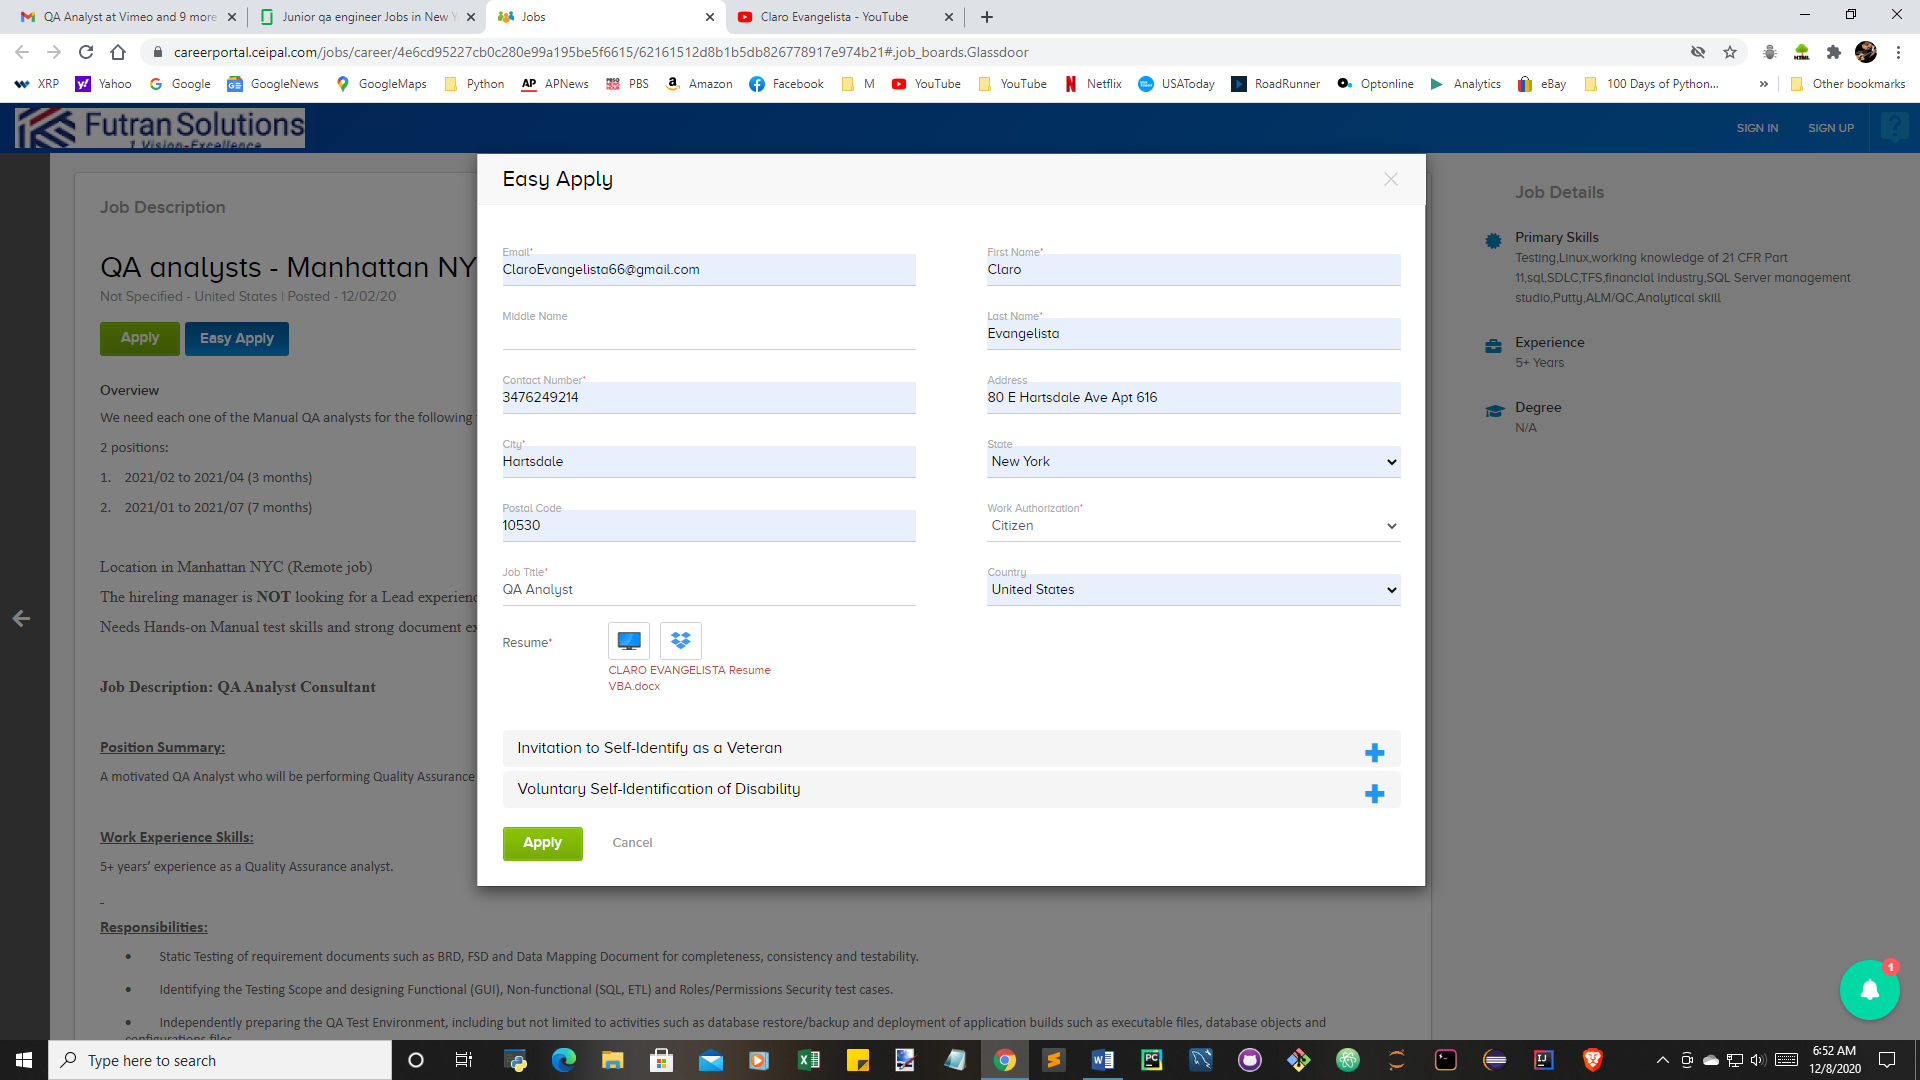 QA Analyst at Vimeo and 9 more
Junior qa engineer Jobs in New Y
Jobs
Claro Evangelista - YouTube
careerportal.ceipal.com/jobs/career/4e6cd95227cb0c280e99a195be5f6615/62161512d8b1b5db826778917e974b21#.job_boards.Glassdoor
XRP
Yahoo
Google
GoogleNews
GoogleMaps
Python
AP APNews
PBS
Amazon
Facebook
M
YouTube
YouTube
Netflix
USAToday
RoadRunner
Optonline
Analytics
eBay
100 Days of Python...
»
Other bookmarks
Futran Solutions
1 Vision-Excellence
SIGN IN
SIGN UP
?
Job Description
QA analysts - Manhattan NY
Not Specified - United States | Posted - 12/02/20
Apply
Easy Apply
Overview
We need each one of the Manual QA analysts for the following
2 positions:
1. 2021/02 to 2021/04 (3 months)
2. 2021/01 to 2021/07 (7 months)
Location in Manhattan NYC (Remote job)
The hireling manager is NOT looking for a Lead experien
Needs Hands-on Manual test skills and strong document ex
Job Description: QA Analyst Consultant
Position Summary:
A motivated QA Analyst who will be performing Quality Assurance
Work Experience Skills:
5+ years’ experience as a Quality Assurance analyst.
-
Responsibilities:
• Static Testing of requirement documents such as BRD, FSD and Data Mapping Document for completeness, consistency and testability.
• Identifying the Testing Scope and designing Functional (GUI), Non-functional (SQL, ETL) and Roles/Permissions Security test cases.
• Independently preparing the QA Test Environment, including but not limited to activities such as database restore/backup and deployment of application builds such as executable files, database objects and
configurations files
Easy Apply
Email*
ClaroEvangelista66@gmail.com
First Name*
Claro
Middle Name
Last Name*
Evangelista
Contact Number*
3476249214
Address
80 E Hartsdale Ave Apt 616
City*
Hartsdale
State
New York
Postal Code
10530
Work Authorization*
Citizen
Job Title*
QA Analyst
Country
United States
Resume*
CLARO EVANGELISTA Resume
VBA.docx
Invitation to Self-Identify as a Veteran
Voluntary Self-Identification of Disability
Apply
Cancel
Job Details
Primary Skills
Testing,Linux,working knowledge of 21 CFR Part
11,sql,SDLC,TFS,financial industry,SQL Server management
studio,Putty,ALM/QC,Analytical skill
Experience
5+ Years
Degree
N/A
1
Type here to search
6:52 AM
12/8/2020